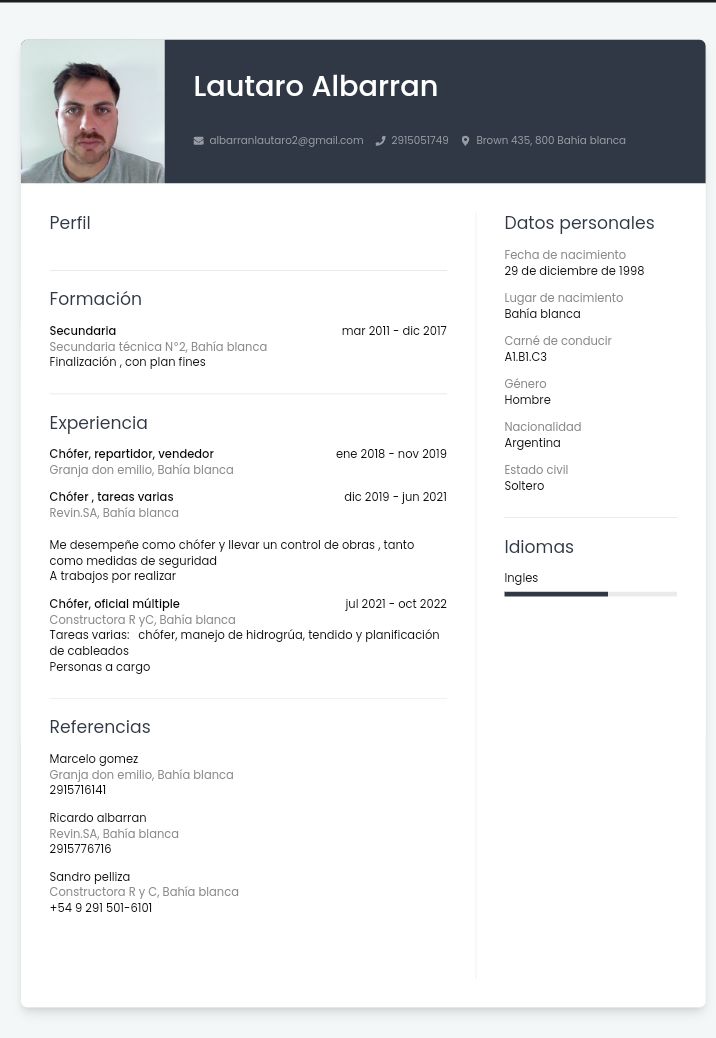 Lautaro Albarran
albarranlautaro2@gmail.com 2915051749 Brown 435, 800 Bahía blanca
Perfil
Formación
Secundaria mar 2011 - dic 2017
Secundaria técnica N°2, Bahía blanca
Finalización , con plan fines
Experiencia
Chófer, repartidor, vendedor ene 2018 - nov 2019
Granja don emilio, Bahía blanca
Chófer , tareas varias dic 2019 - jun 2021
Revin.SA, Bahía blanca
Me desempeñe como chófer y llevar un control de obras , tanto
como medidas de seguridad
A trabajos por realizar
Chófer, oficial múltiple jul 2021 - oct 2022
Constructora R yC, Bahía blanca
Tareas varias: chófer, manejo de hidrogrúa, tendido y planificación
de cableados
Personas a cargo
Referencias
Marcelo gomez
Granja don emilio, Bahía blanca
2915716141
Ricardo albarran
Revin.SA, Bahía blanca
2915776716
Sandro pelliza
Constructora R y C, Bahía blanca
+54 9 291 501-6101
Datos personales
Fecha de nacimiento
29 de diciembre de 1998
Lugar de nacimiento
Bahía blanca
Carné de conducir
A1.B1.C3
Género
Hombre
Nacionalidad
Argentina
Estado civil
Soltero
Idiomas
Ingles